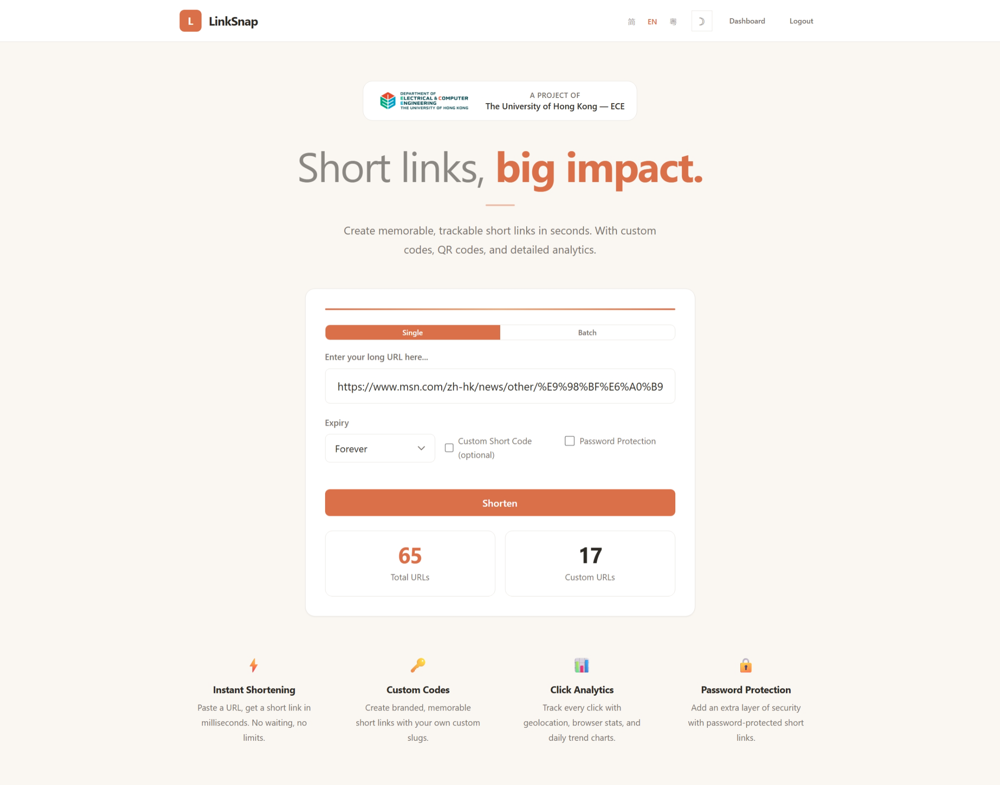 L
LinkSnap
简 EN 粵 Dashboard Logout
DEPARTMENT OF
ELECTRICAL & COMPUTER
ENGINEERING
THE UNIVERSITY OF HONG KONG
A PROJECT OF
The University of Hong Kong — ECE
Short links, big impact.
Create memorable, trackable short links in seconds. With custom
codes, QR codes, and detailed analytics.
Single
Batch
Enter your long URL here...
https://www.msn.com/zh-hk/news/other/%E9%98%BF%E6%A0%B9
Expiry
Forever
Custom Short Code
(optional)
Password Protection
Shorten
65
Total URLs
17
Custom URLs
Instant Shortening
Paste a URL, get a short link in
milliseconds. No waiting, no
limits.
Custom Codes
Create branded, memorable
short links with your own custom
slugs.
Click Analytics
Track every click with
geolocation, browser stats, and
daily trend charts.
Password Protection
Add an extra layer of security
with password-protected short
links.